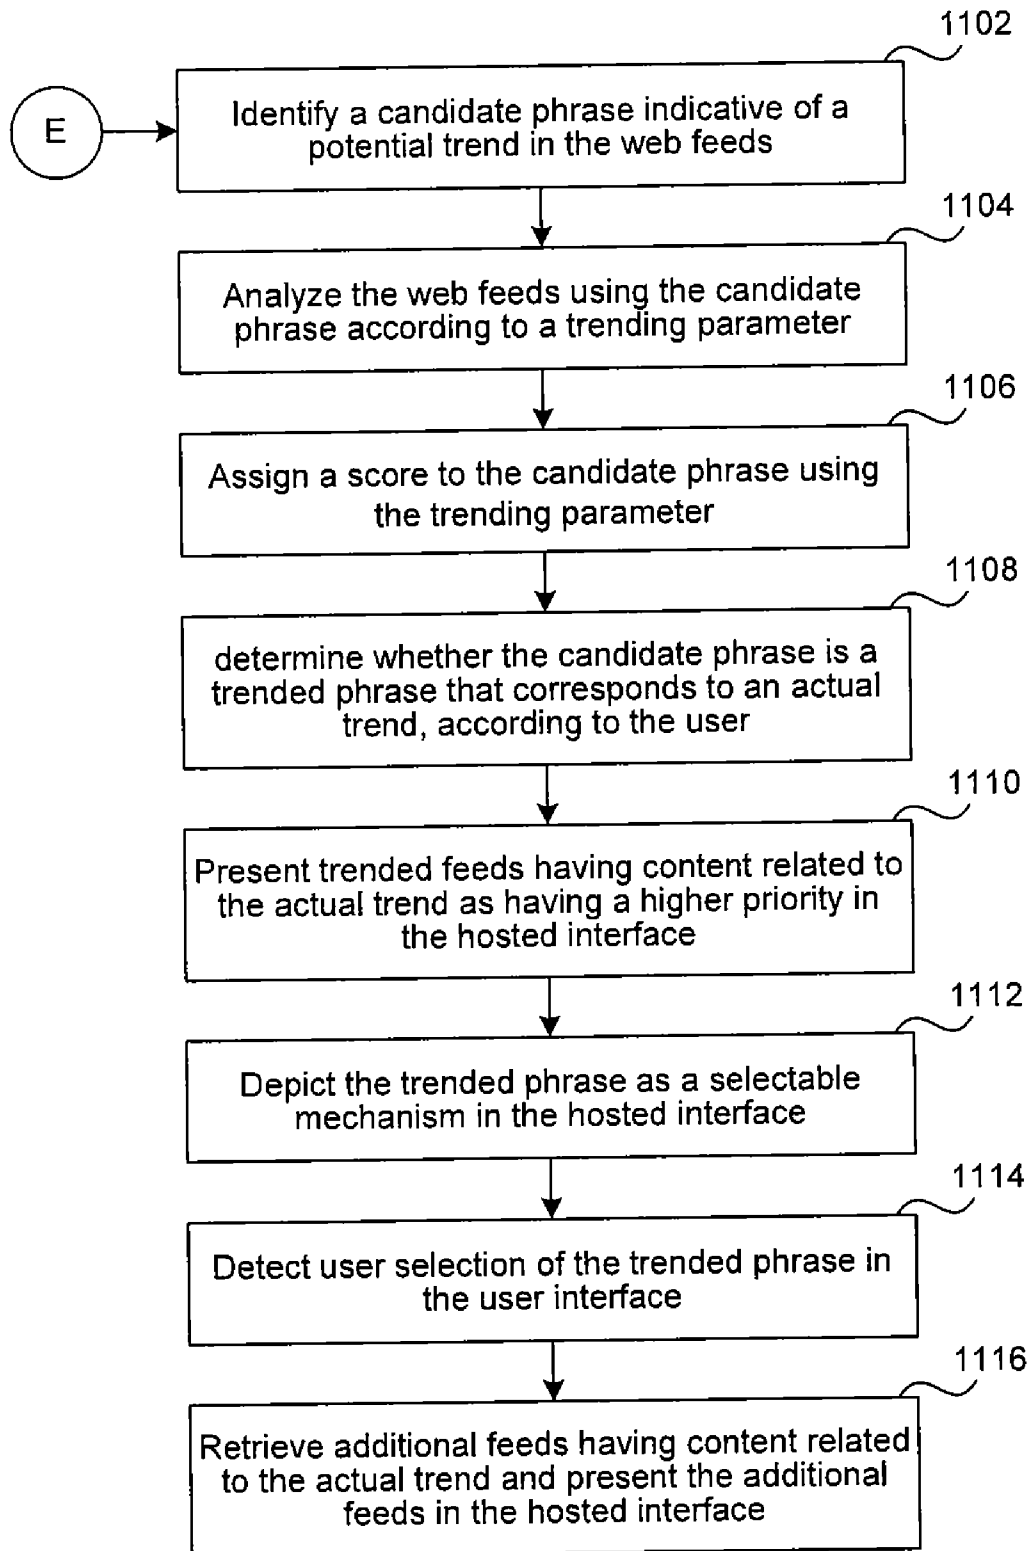 1102
E
Identify a candidate phrase indicative of a
potential trend in the web feeds
1104
Analyze the web feeds using the candidate
phrase according to a trending parameter
1106
Assign a score to the candidate phrase using
the trending parameter
1108
determine whether the candidate phrase is a
trended phrase that corresponds to an actual
trend, according to the user
1110
Present trended feeds having content related to
the actual trend as having a higher priority in
the hosted interface
1112
Depict the trended phrase as a selectable
mechanism in the hosted interface
1114
Detect user selection of the trended phrase in
the user interface
1116
Retrieve additional feeds having content related
to the actual trend and present the additional
feeds in the hosted interface